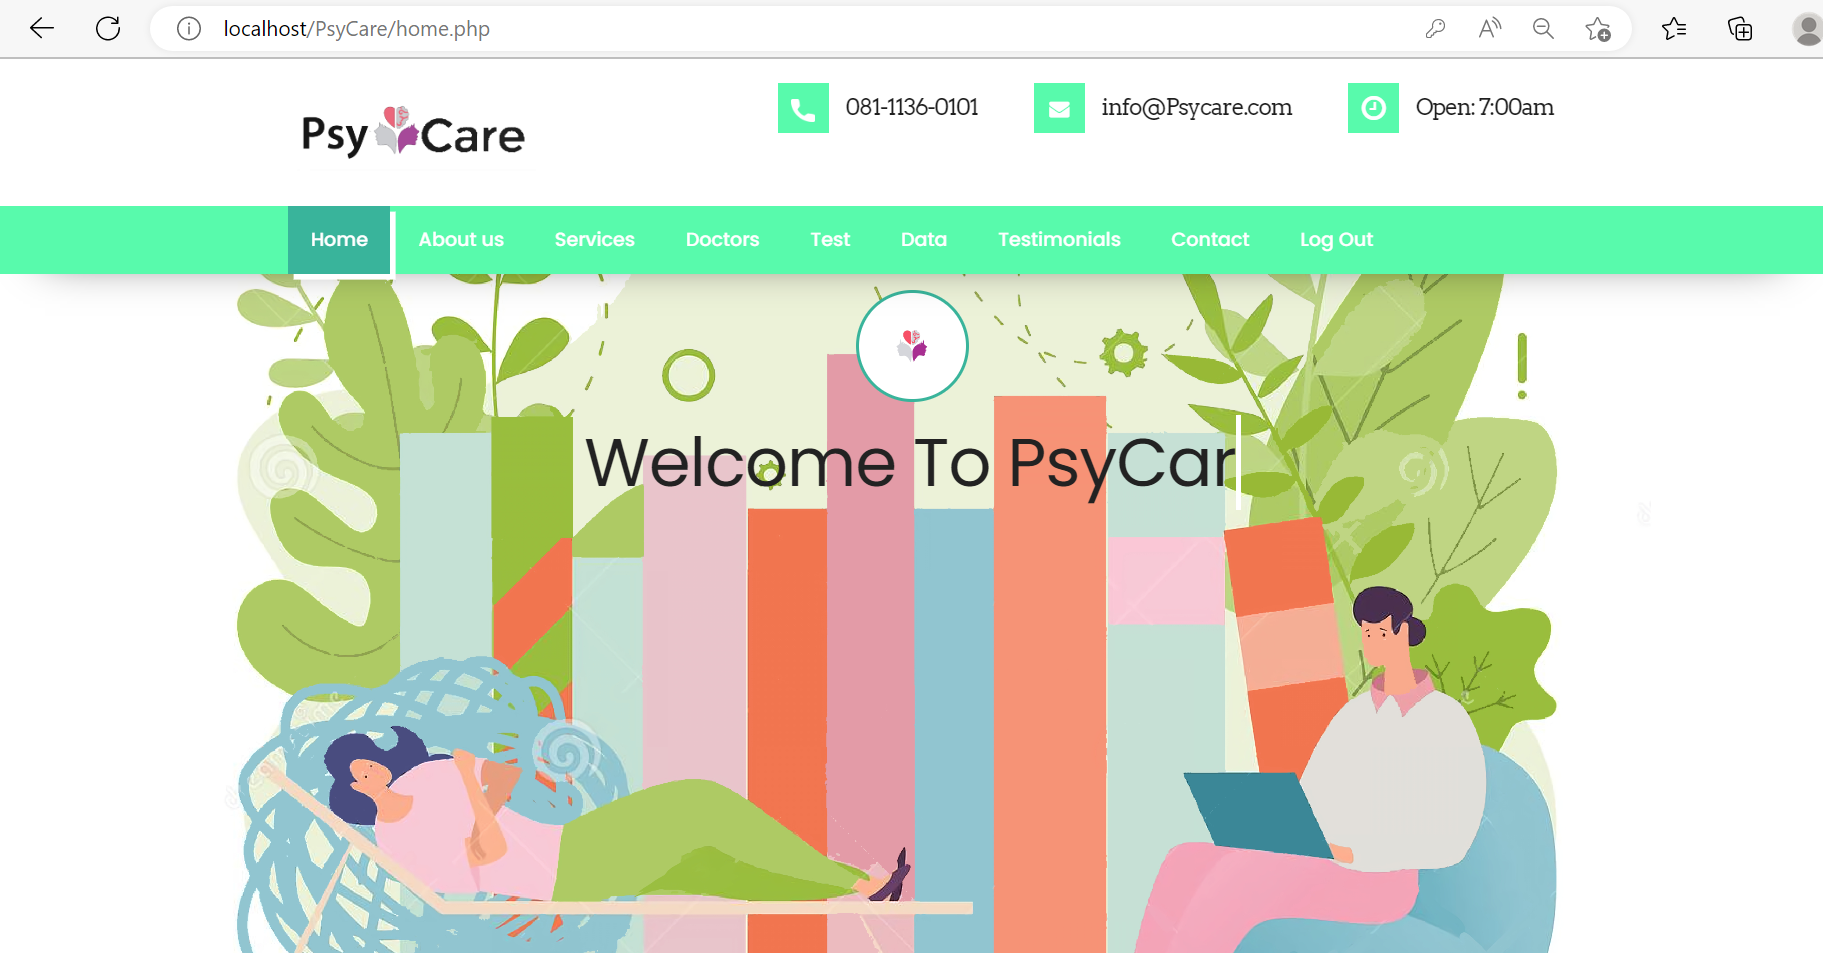 localhost/PsyCare/home.php
Psy Care
081-1136-0101
info@Psycare.com
Open: 7:00am
Home About us Services Doctors Test Data Testimonials Contact Log Out
Welcome To PsyCar